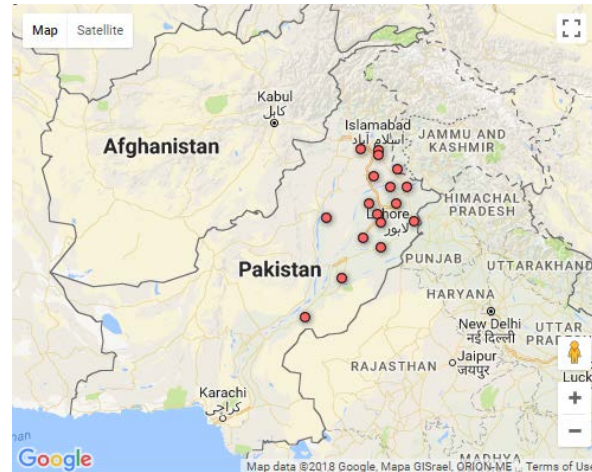 Map Satellite
Kabul
کابل
Afghanistan
Islamabad
اسلام آباد
JAMMU AND
KASHMIR
HIMACHAL
PRADESH
Lahore
لاہور
Pakistan
PUNJAB
UTTARAKHAND
HARYANA
New Delhi
नई दिल्ली
UTTAR
PRADESH
RAJASTHAN
Jaipur
जयपुर
Luck
Karachi
کراچی
MADHYA
Google
Map data ©2018 Google, Mapa GISrael, ORION-ME Terms of Use